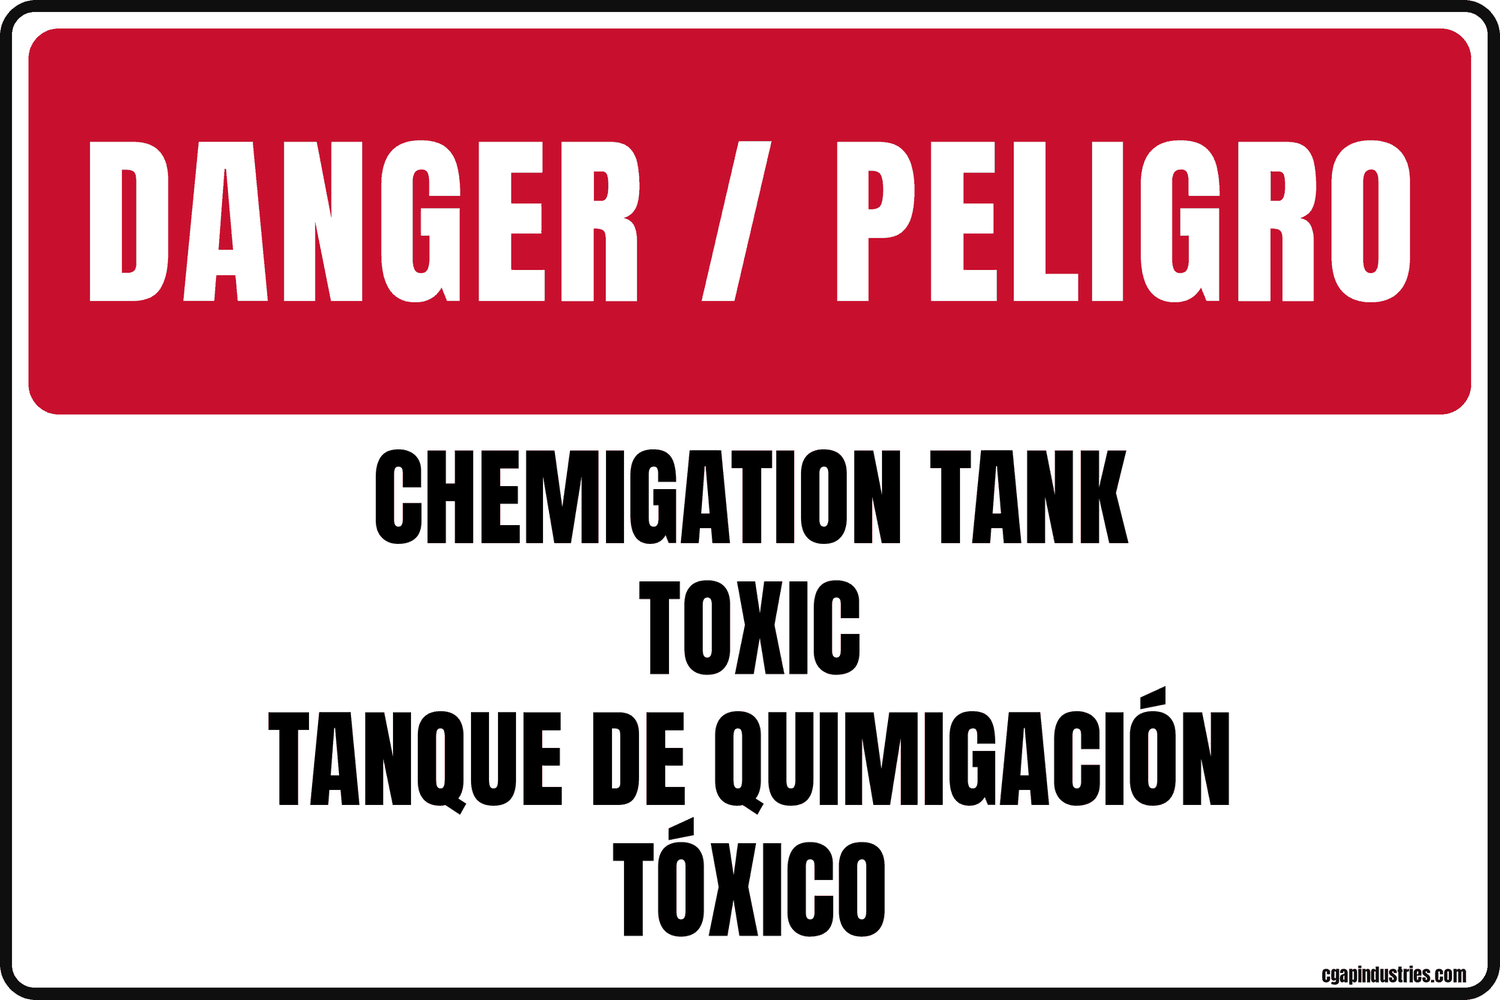 DANGER / PELIGRO
CHEMIGATION TANK
TOXIC
TANQUE DE QUIMIGACIÓN
TÓXICO
cgapindustries.com